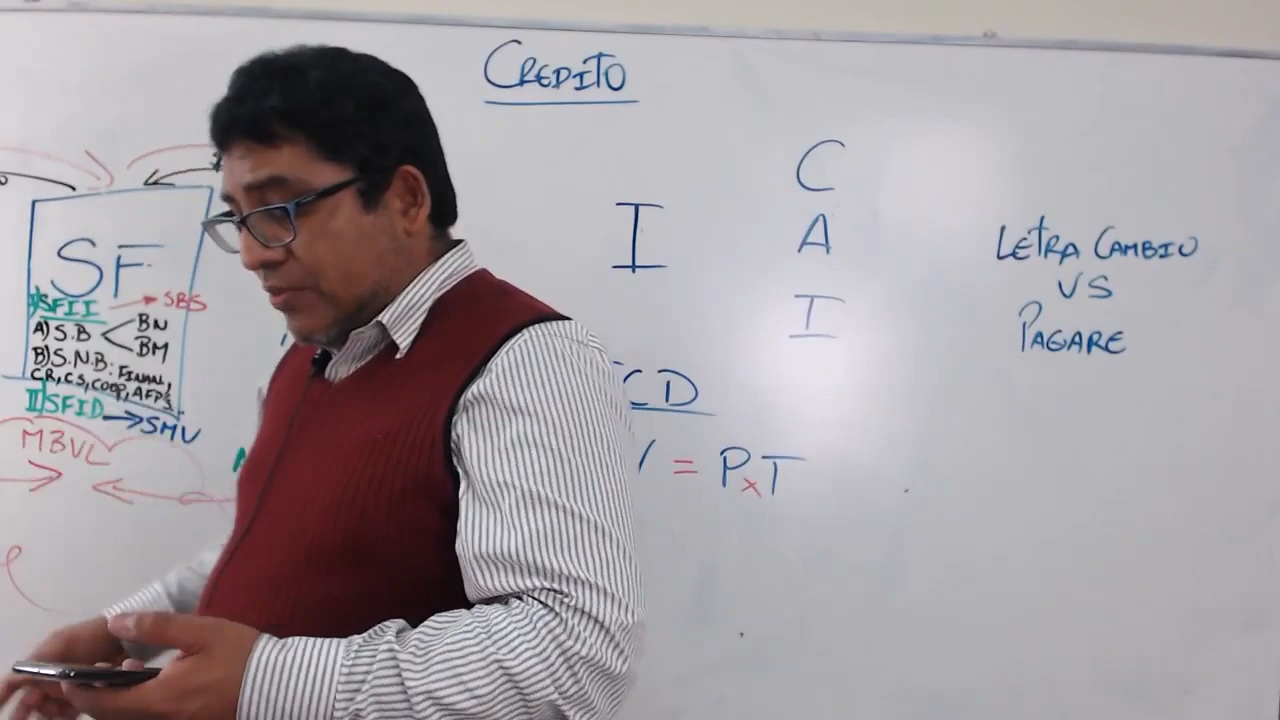 CREDITO
SF
I) SFII → SBS
A) S.B < BN
BM
B) S.N.B: FINAN,
CR, CS, COOP, AFP's
II) SFID → SMV
MBVL
I
C
A
I
CD
= PxT
LETRA CAMBIO
VS
PAGARE